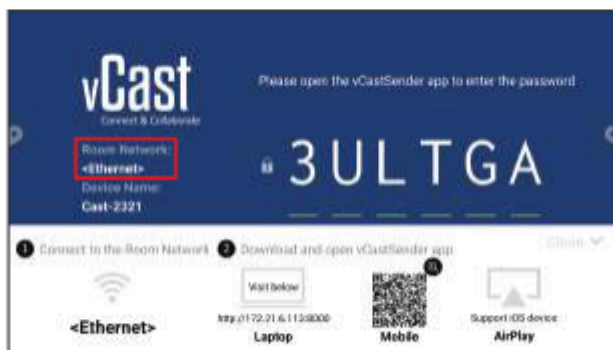 vCast
Connect & Collaborate
Please open the vCastSender app to enter the password
Room Network:
<Ethernet>
Device Name:
Cast-2321
3ULTGA
1 Connect to the Room Network
2 Download and open vCastSender app
Close
<Ethernet>
Visit below
http://172.21.6.113:8000
Laptop
Mobile
Support iOS device
AirPlay